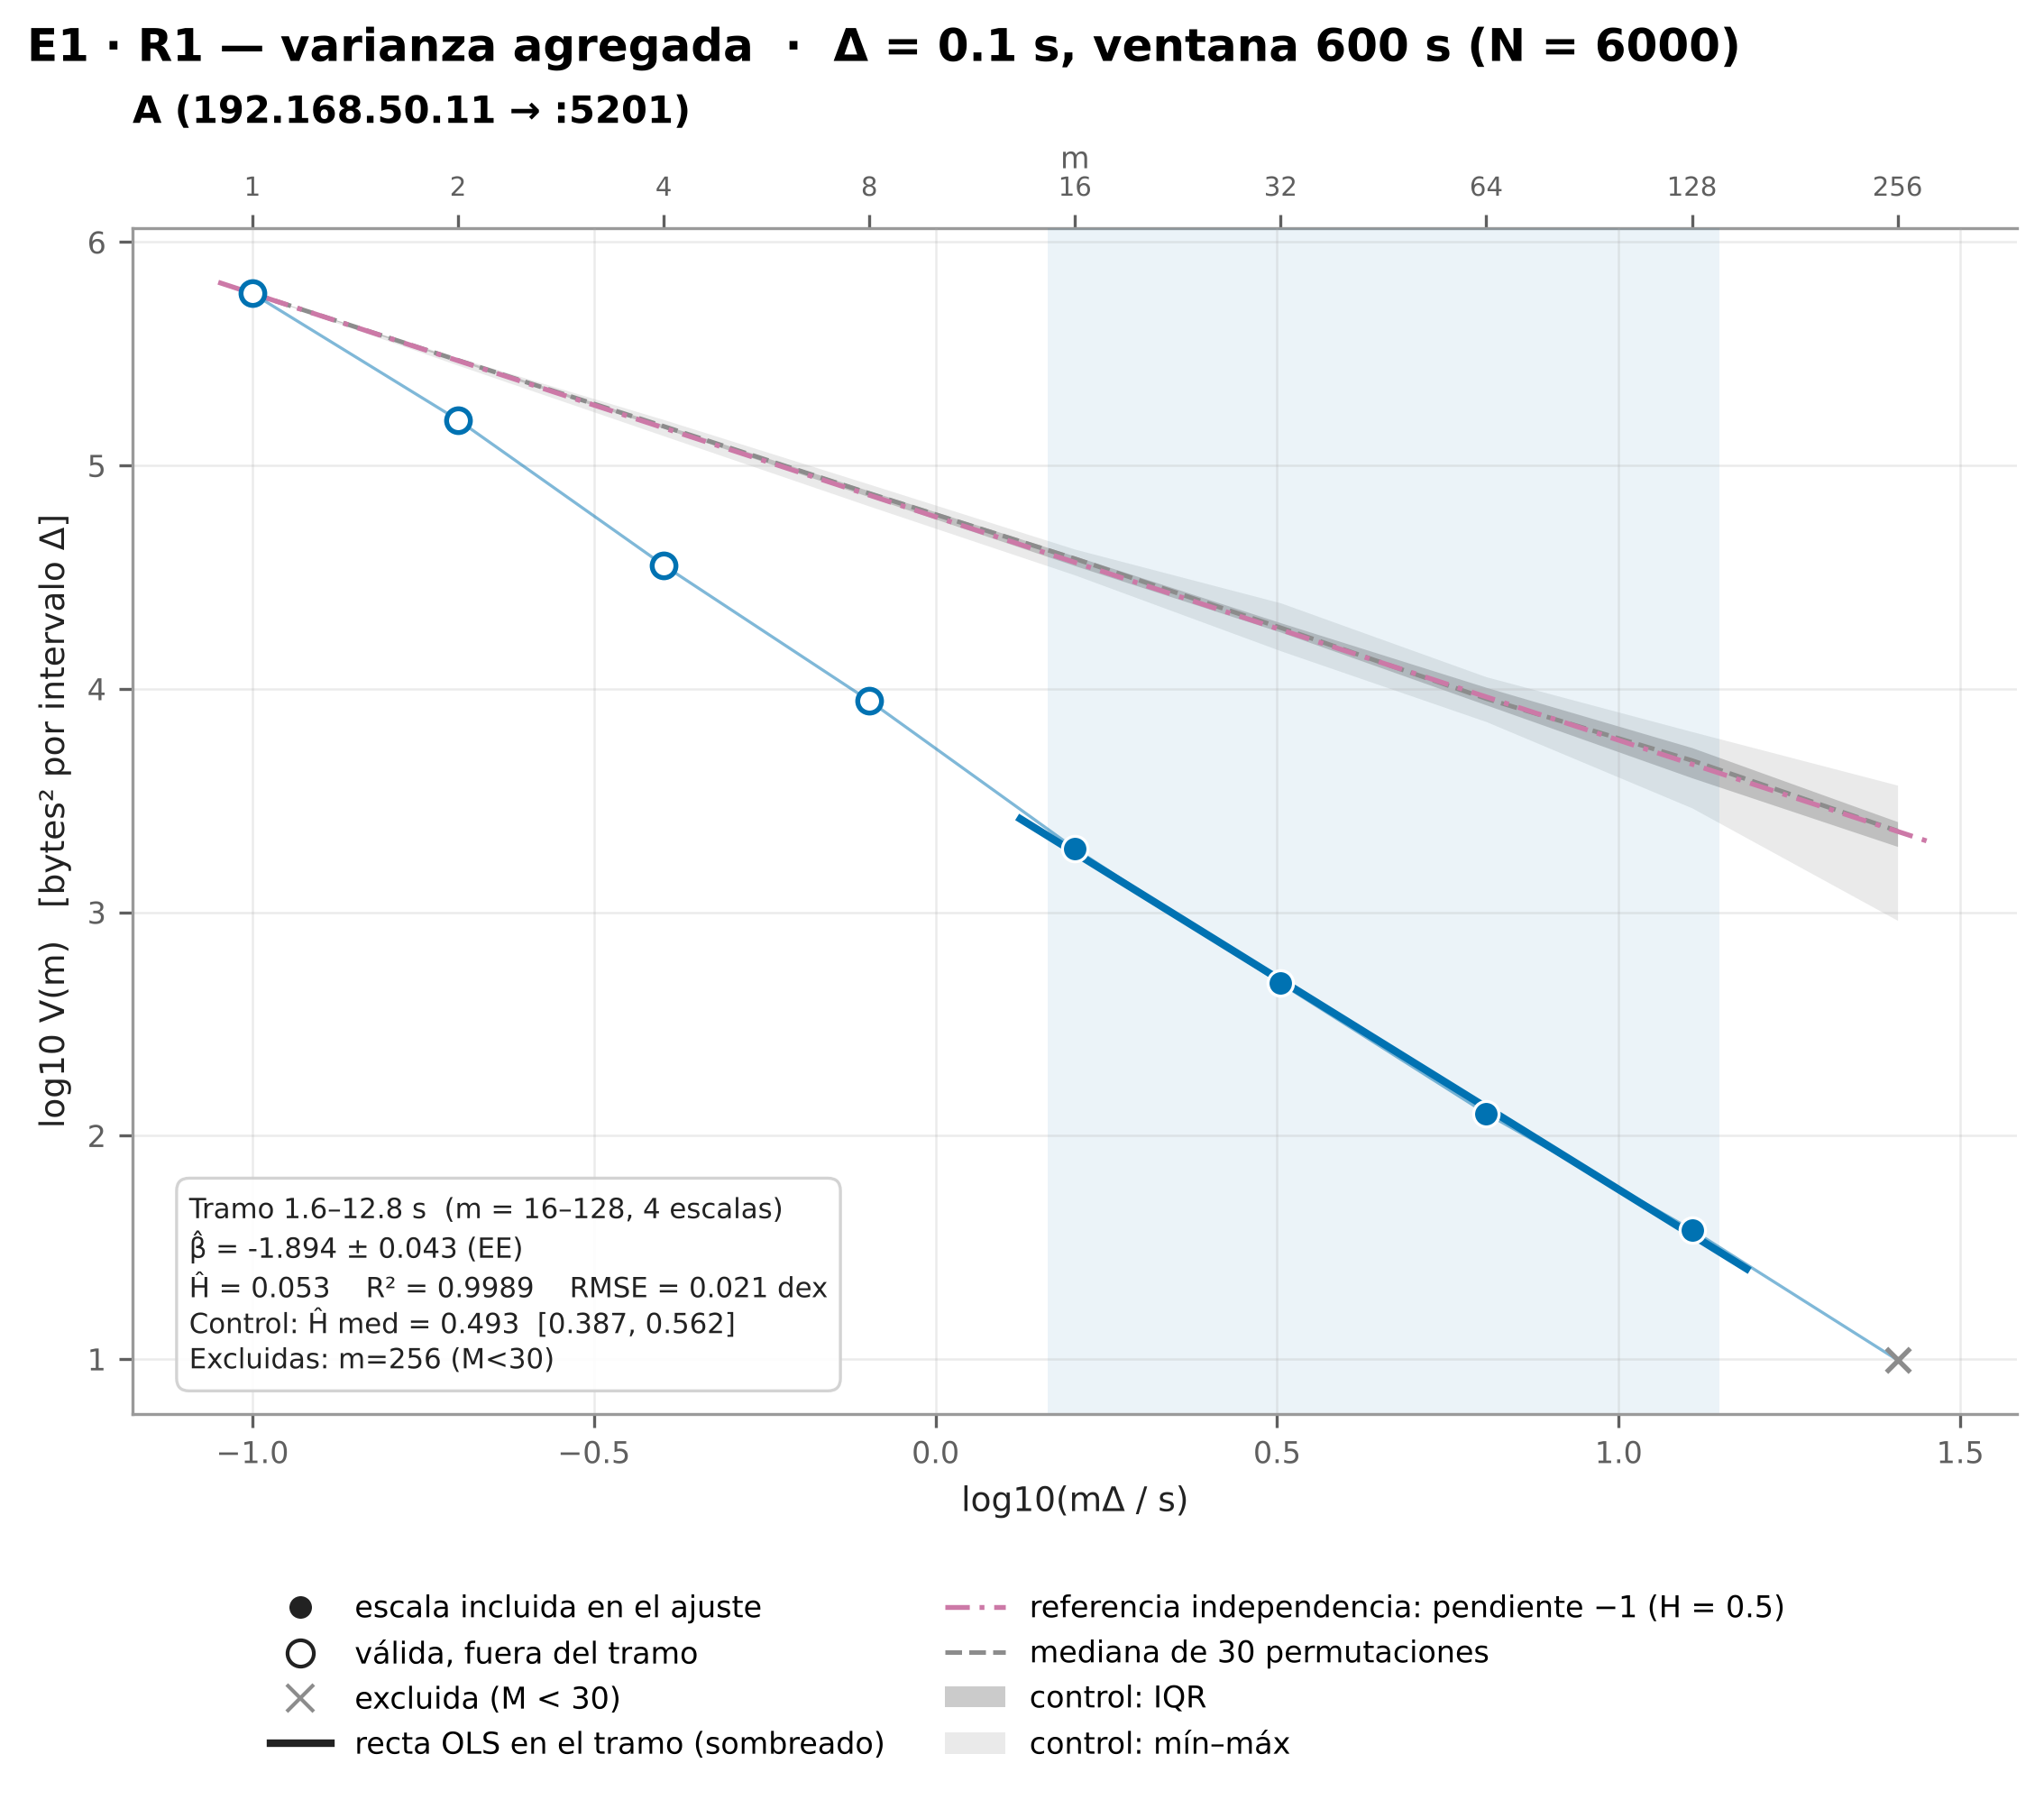 E1 · R1 — varianza agregada · Δ = 0.1 s, ventana 600 s (N = 6000)
A (192.168.50.11 → :5201)
m
1 2 4 8 16 32 64 128 256
log10 V(m) [bytes² por intervalo Δ]
6
5
4
3
2
1
Tramo 1.6–12.8 s (m = 16–128, 4 escalas)
β̂ = -1.894 ± 0.043 (EE)
Ĥ = 0.053 R² = 0.9989 RMSE = 0.021 dex
Control: Ĥ med = 0.493 [0.387, 0.562]
Excluidas: m=256 (M<30)
−1.0 −0.5 0.0 0.5 1.0 1.5
log10(mΔ / s)
escala incluida en el ajuste
válida, fuera del tramo
excluida (M < 30)
recta OLS en el tramo (sombreado)
referencia independencia: pendiente −1 (H = 0.5)
mediana de 30 permutaciones
control: IQR
control: mín–máx